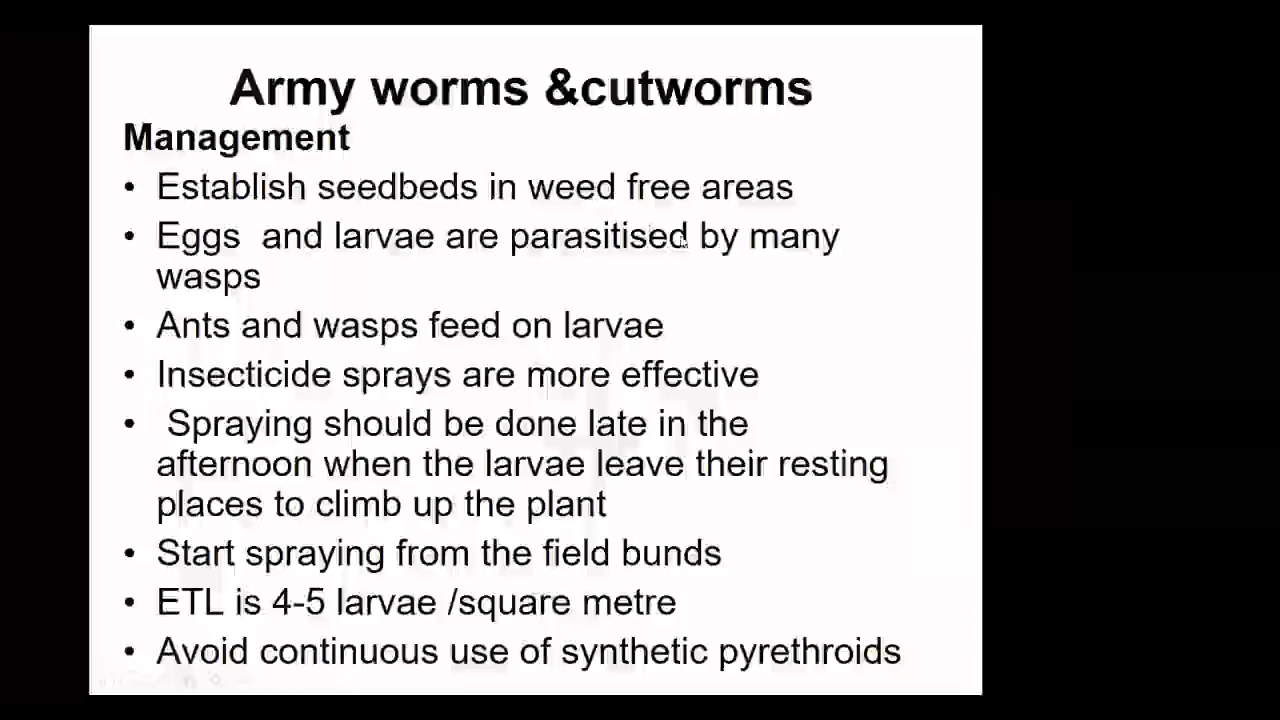 Army worms &cutworms
Management
• Establish seedbeds in weed free areas
• Eggs  and larvae are parasitised by many
wasps
• Ants and wasps feed on larvae
• Insecticide sprays are more effective
•  Spraying should be done late in the
afternoon when the larvae leave their resting
places to climb up the plant
• Start spraying from the field bunds
• ETL is 4-5 larvae /square metre
• Avoid continuous use of synthetic pyrethroids